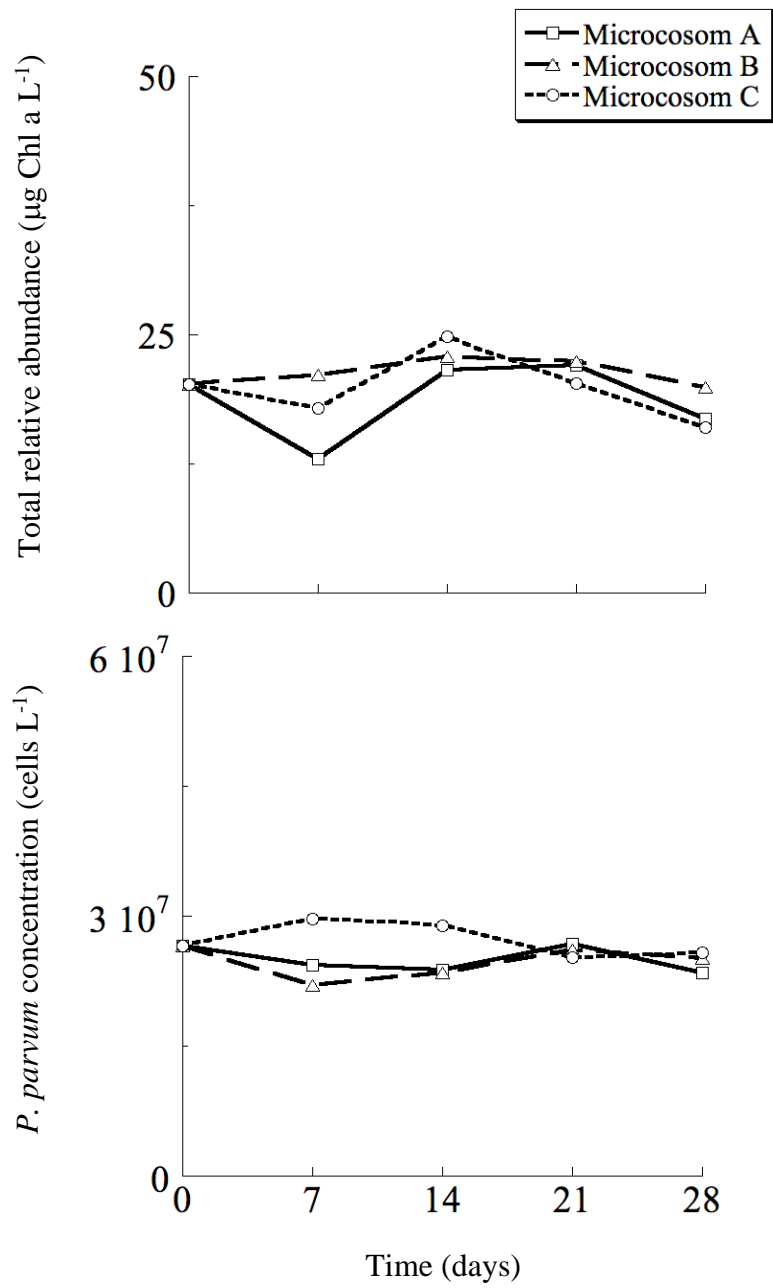 Microcosom A
Microcosom B
Microcosom C
Total relative abundance (µg Chl a L⁻¹)
50
25
0
P. parvum concentration (cells L⁻¹)
6 10⁷
3 10⁷
0
0 7 14 21 28
Time (days)